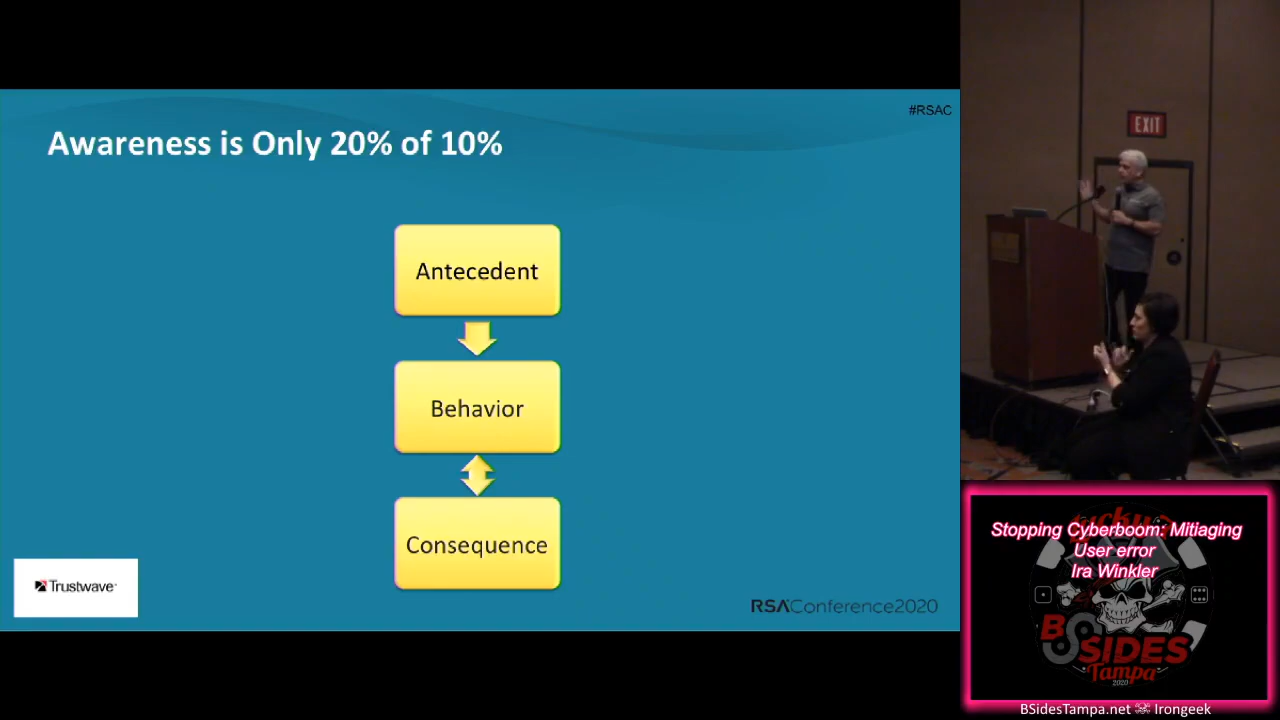 #RSAC
Awareness is Only 20% of 10%
Antecedent
Behavior
Consequence
Trustwave
RSAConference2020
EXIT
Stopping Cyberboom: Mitiaging
User error
Ira Winkler
BSIDES
Tampa
2020
BSidesTampa.net
Irongeek